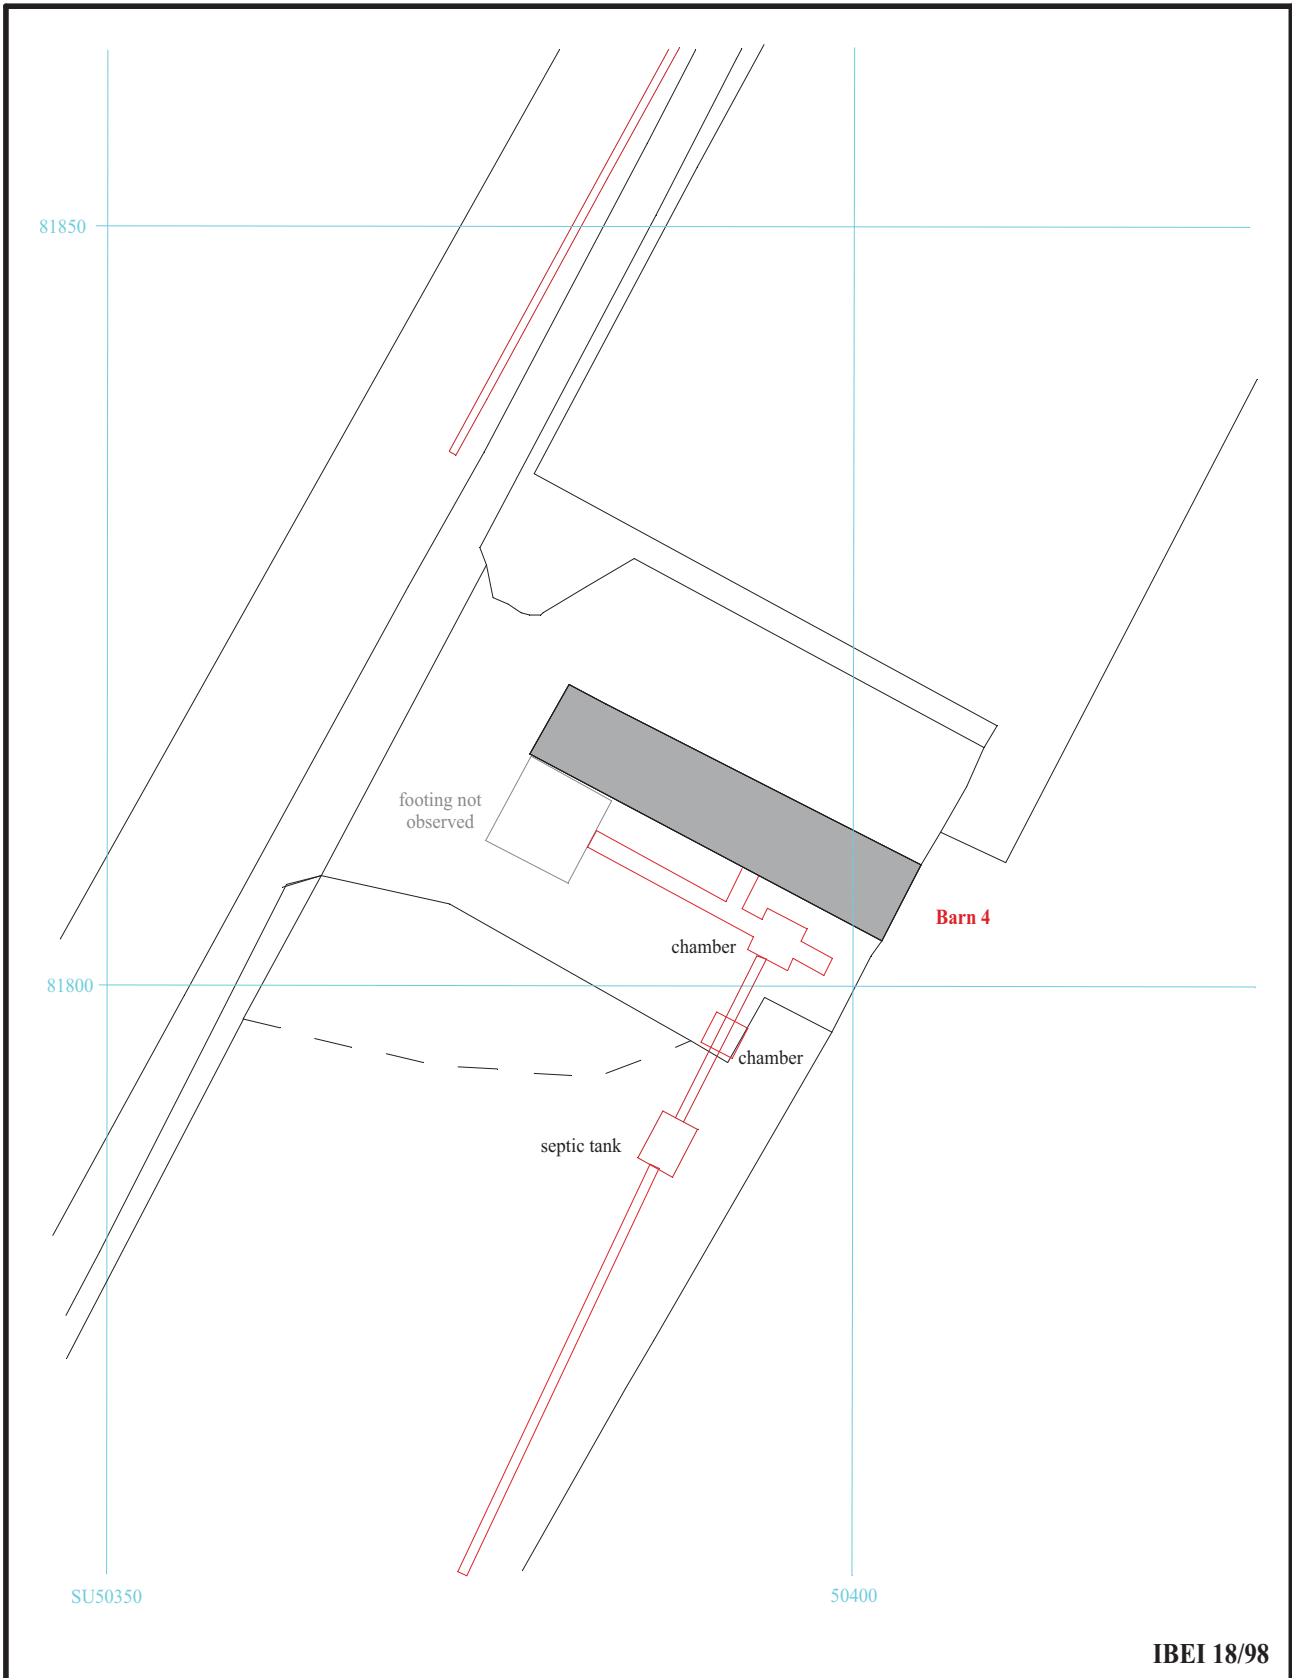 81850
footing not
observed
Barn 4
chamber
81800
chamber
septic tank
SU50350
50400
IBEI 18/98